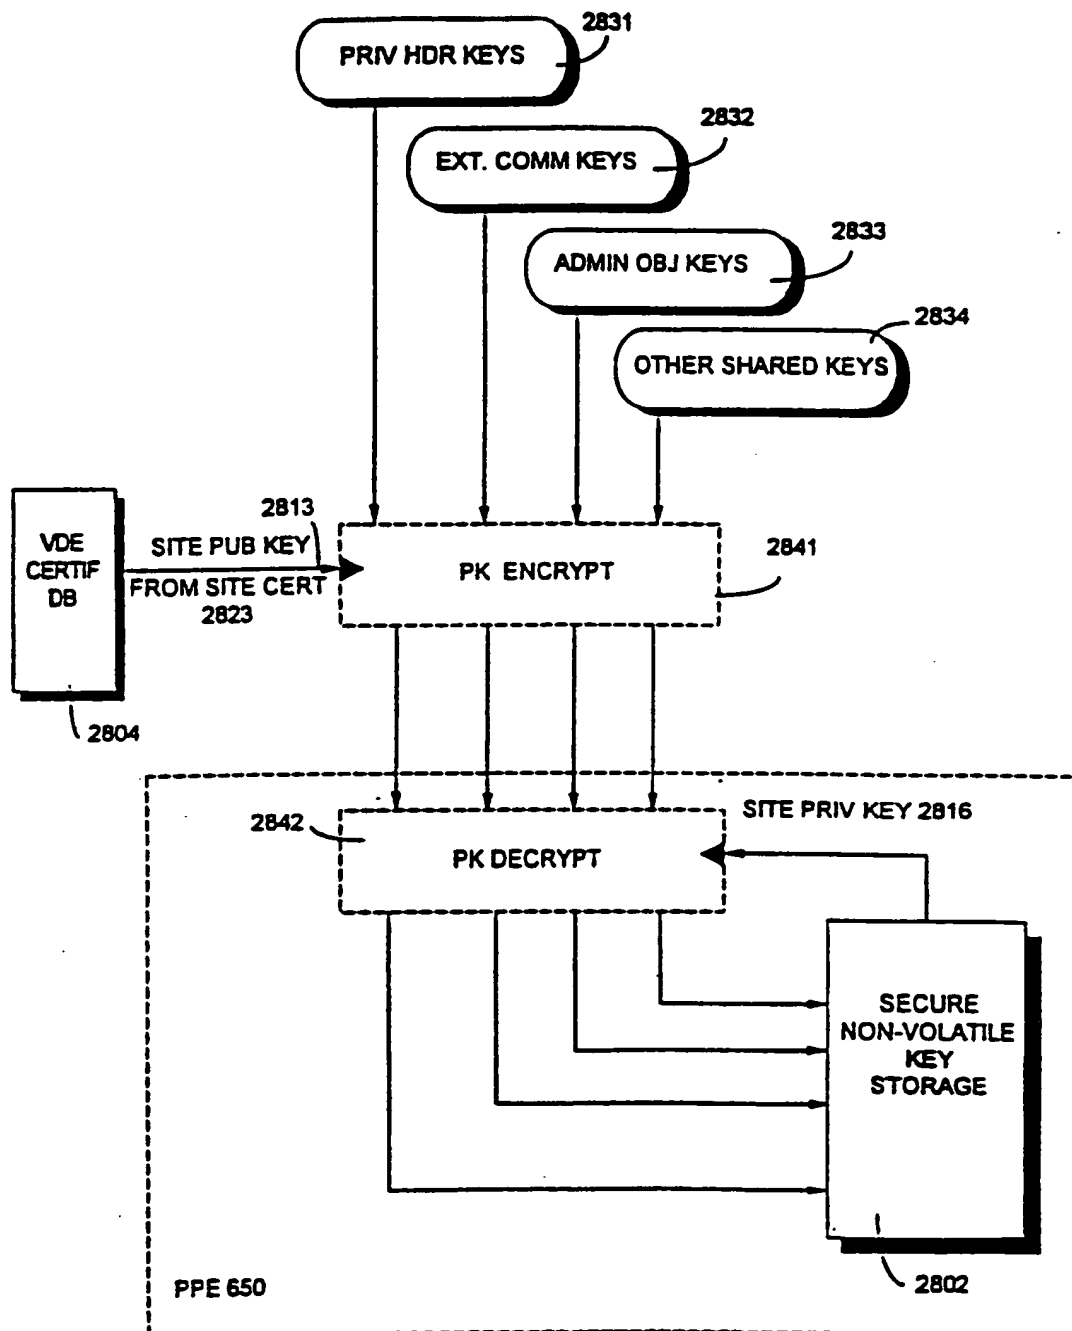 2831
PRIV HDR KEYS
2832
EXT. COMM KEYS
2833
ADMIN OBJ KEYS
2834
OTHER SHARED KEYS
2813
VDE
CERTIF
DB
SITE PUB KEY
FROM SITE CERT
2823
PK ENCRYPT
2841
2804
2842
SITE PRIV KEY 2816
PK DECRYPT
SECURE
NON-VOLATILE
KEY
STORAGE
PPE 650
2802